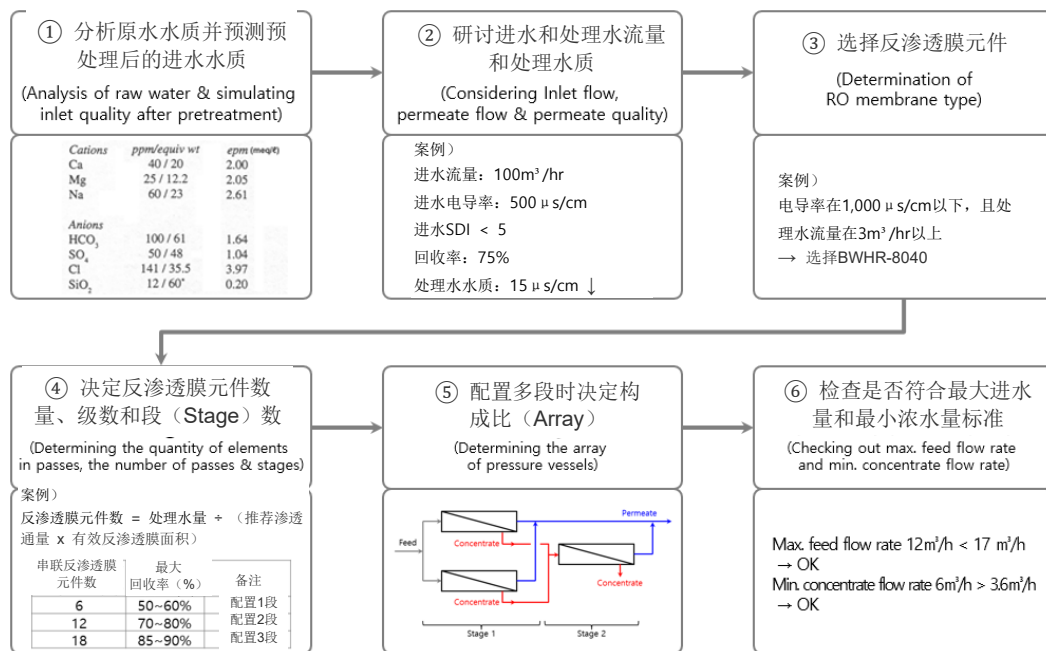 ① 分析原水水质并预测预
处理后的进水水质
(Analysis of raw water & simulating
inlet quality after pretreatment)
Cations ppm/equiv wt epm (meq/ℓ)
Ca 40 / 20 2.00
Mg 25 / 12.2 2.05
Na 60 / 23 2.61
Anions
HCO₃ 100 / 61 1.64
SO₄ 50 / 48 1.04
Cl 141 / 35.5 3.97
SiO₂ 12 / 60* 0.20
② 研讨进水和处理水流量
和处理水质
(Considering Inlet flow,
permeate flow & permeate quality)
案例）
进水流量：100m³/hr
进水电导率：500μs/cm
进水SDI < 5
回收率：75%
处理水水质：15μs/cm ↓
③ 选择反渗透膜元件
(Determination of
RO membrane type)
案例）
电导率在1,000μs/cm以下，且处
理水流量在3m³/hr以上
→ 选择BWHR-8040
④ 决定反渗透膜元件数
量、级数和段（Stage）数
(Determining the quantity of elements
in passes, the number of passes & stages)
案例）
反渗透膜元件数 = 处理水量 ÷ （推荐渗透
通量 x 有效反渗透膜面积）
串联反渗透膜 最大 备注
元件数 回收率（%）
6 50~60% 配置1段
12 70~80% 配置2段
18 85~90% 配置3段
⑤ 配置多段时决定构
成比（Array）
(Determining the array
of pressure vessels)
Permeate
Feed
Concentrate
Concentrate
Concentrate
Stage 1
Stage 2
⑥ 检查是否符合最大进水
量和最小浓水量标准
(Checking out max. feed flow rate
and min. concentrate flow rate)
Max. feed flow rate 12㎥/h < 17 ㎥/h
→ OK
Min. concentrate flow rate 6㎥/h > 3.6㎥/h
→ OK